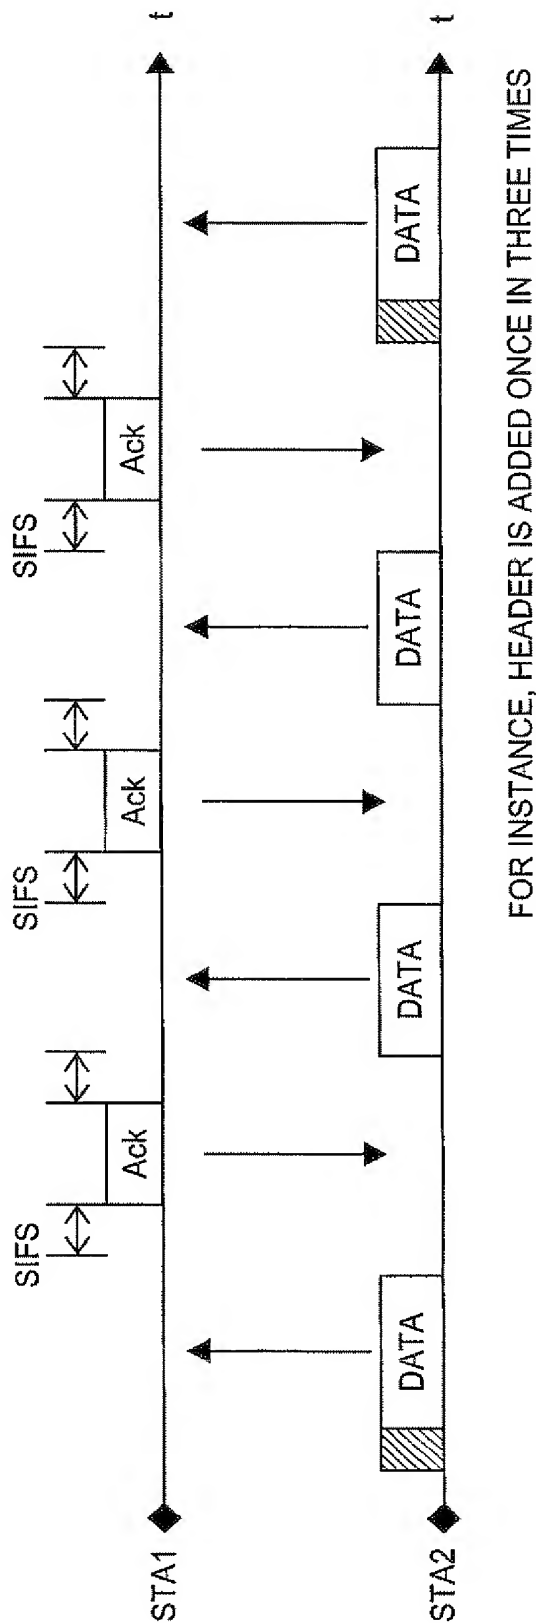 SIFS
SIFS
SIFS
Ack
Ack
Ack
STA1
t
DATA
DATA
DATA
DATA
STA2
t
FOR INSTANCE, HEADER IS ADDED ONCE IN THREE TIMES